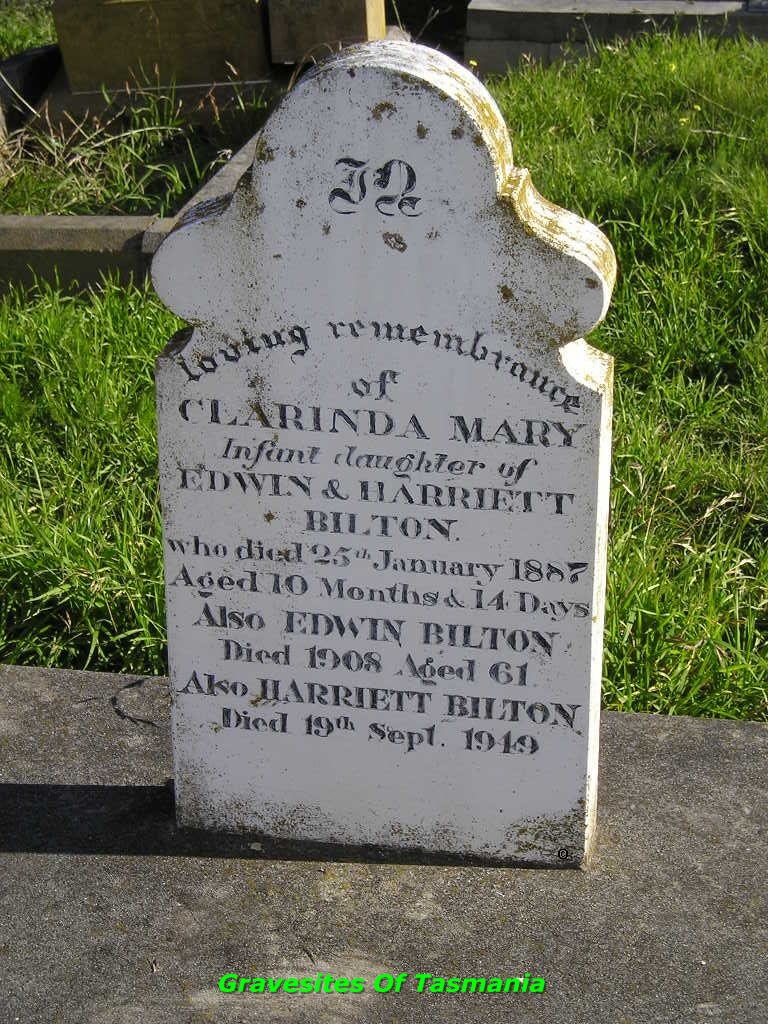 In
loving remembrance
of
CLARINDA MARY
Infant daughter of
EDWIN & HARRIETT
BILTON.
who died 25th January 1887
Aged 10 Months & 14 Days
Also EDWIN BILTON
Died 1908 Aged 61
Also HARRIETT BILTON
Died 19th Sept. 1949
Q.
Gravesites Of Tasmania